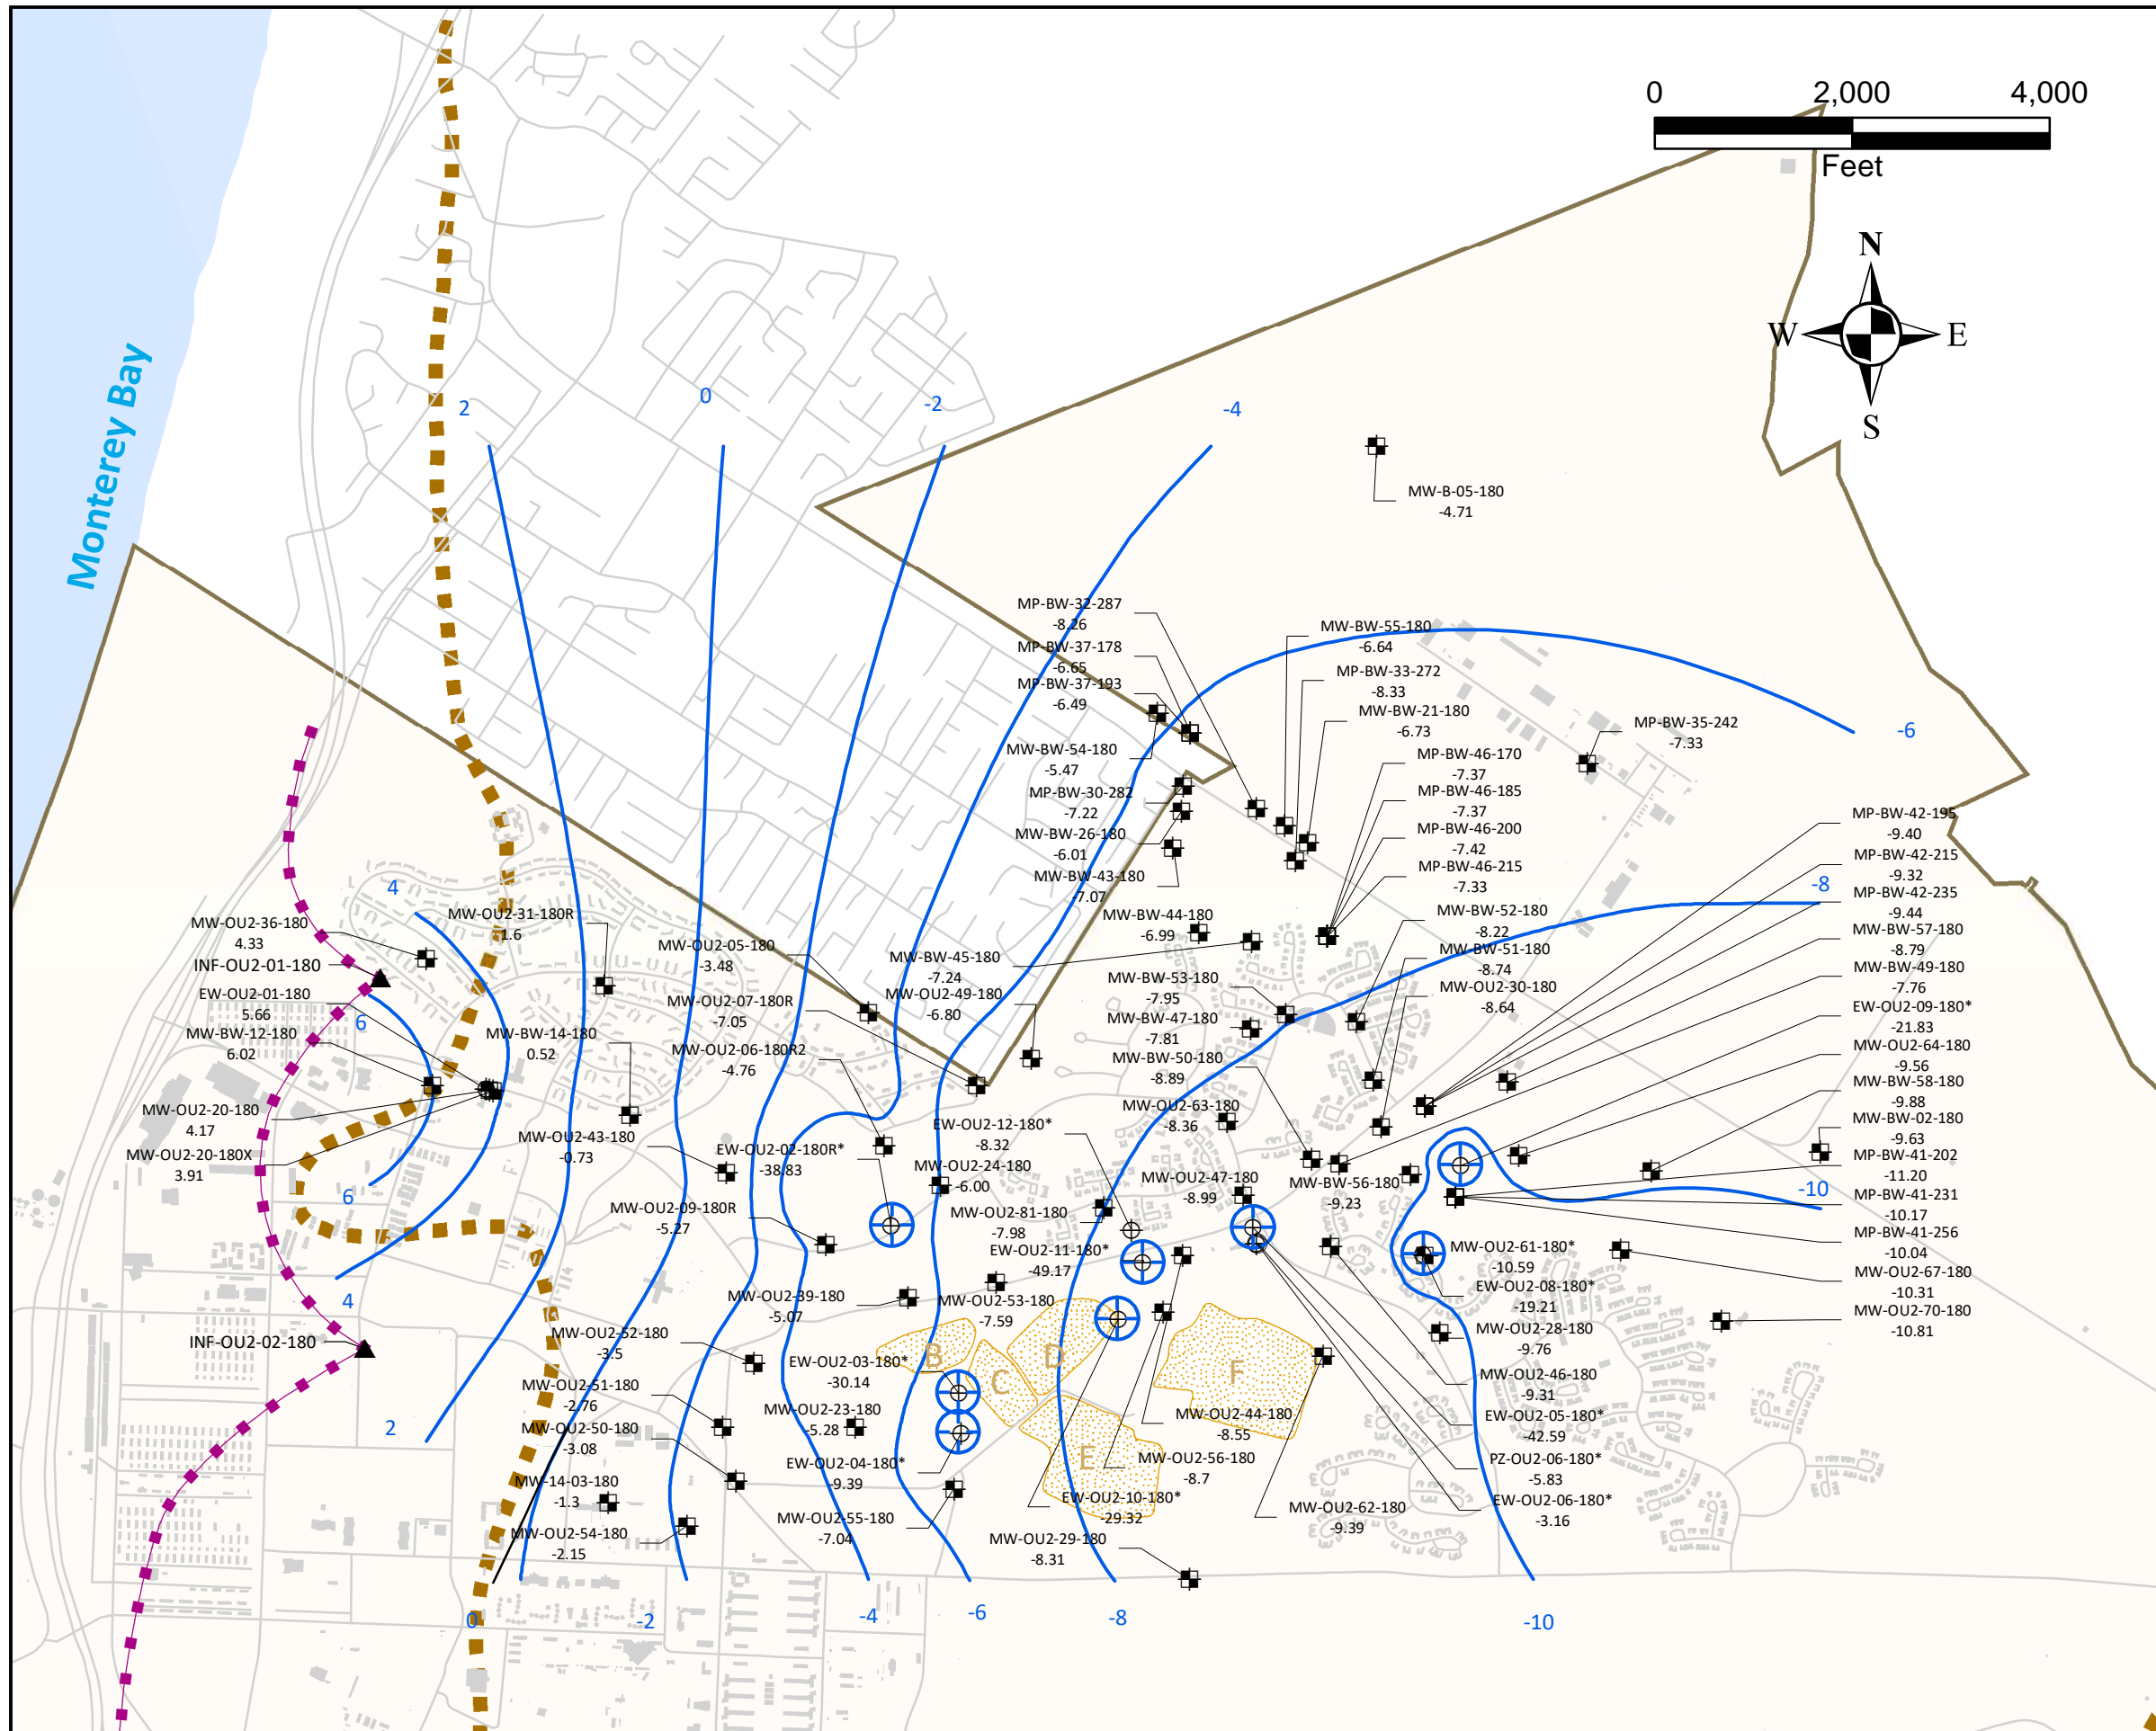 0 2,000 4,000
Feet
N
W E
S
Monterey Bay
2
0
-2
-4
MW-B-05-180
-4.71
MP-BW-32-287
-8.26
MP-BW-37-178
-6.65
MP-BW-37-193
-6.49
MW-BW-55-180
-6.64
MP-BW-33-272
-8.33
MW-BW-21-180
-6.73
MP-BW-35-242
-7.33
-6
MW-BW-54-180
-5.47
MP-BW-30-282
-7.22
MW-BW-26-180
-6.01
MW-BW-43-180
-7.07
MP-BW-46-170
-7.37
MP-BW-46-185
-7.37
MP-BW-46-200
-7.42
MP-BW-46-215
-7.33
MP-BW-42-195
-9.40
MP-BW-42-215
-9.32
-8
MP-BW-42-235
-9.44
MW-BW-57-180
-8.79
MW-BW-49-180
-7.76
EW-OU2-09-180*
-21.83
MW-OU2-64-180
-9.56
MW-BW-58-180
-9.88
MW-BW-02-180
-9.63
MP-BW-41-202
-11.20
-10
MP-BW-41-231
-10.17
MP-BW-41-256
-10.04
MW-OU2-67-180
-10.31
MW-OU2-70-180
-10.81
4
MW-OU2-36-180
4.33
INF-OU2-01-180
EW-OU2-01-180
5.66
6
MW-BW-12-180
6.02
MW-OU2-20-180
4.17
MW-OU2-20-180X
3.91
6
4
INF-OU2-02-180
2
MW-OU2-31-180R
1.6
MW-BW-14-180
0.52
MW-OU2-43-180
-0.73
MW-OU2-05-180
-3.48
MW-OU2-07-180R
-7.05
MW-OU2-06-180R2
-4.76
EW-OU2-02-180R*
-38.83
MW-OU2-09-180R
-5.27
MW-BW-44-180
-6.99
MW-BW-45-180
-7.24
MW-OU2-49-180
-6.80
MW-BW-53-180
-7.95
MW-BW-47-180
-7.81
MW-BW-50-180
-8.89
MW-OU2-63-180
-8.36
MW-BW-52-180
-8.22
MW-BW-51-180
-8.74
MW-OU2-30-180
-8.64
EW-OU2-12-180*
-8.32
MW-OU2-24-180
-6.00
MW-OU2-47-180
-8.99
MW-BW-56-180
-9.23
MW-OU2-81-180
-7.98
EW-OU2-11-180*
-49.17
MW-OU2-61-180*
-10.59
EW-OU2-08-180*
-19.21
MW-OU2-28-180
-9.76
MW-OU2-46-180
-9.31
EW-OU2-05-180*
-42.59
PZ-OU2-06-180*
-5.83
EW-OU2-06-180*
-3.16
MW-OU2-39-180
-5.07
MW-OU2-53-180
-7.59
MW-OU2-52-180
-3.5
EW-OU2-03-180*
-30.14
B
C
D
E
F
MW-OU2-51-180
-2.76
MW-OU2-23-180
-5.28
MW-OU2-50-180
-3.08
EW-OU2-04-180*
-9.39
MW-14-03-180
-1.3
MW-OU2-54-180
-2.15
MW-OU2-55-180
-7.04
MW-OU2-44-180
-8.55
MW-OU2-56-180
-8.7
EW-OU2-10-180*
-29.32
MW-OU2-62-180
-9.39
MW-OU2-29-180
-8.31
0
-2
-4
-6
-8
-10